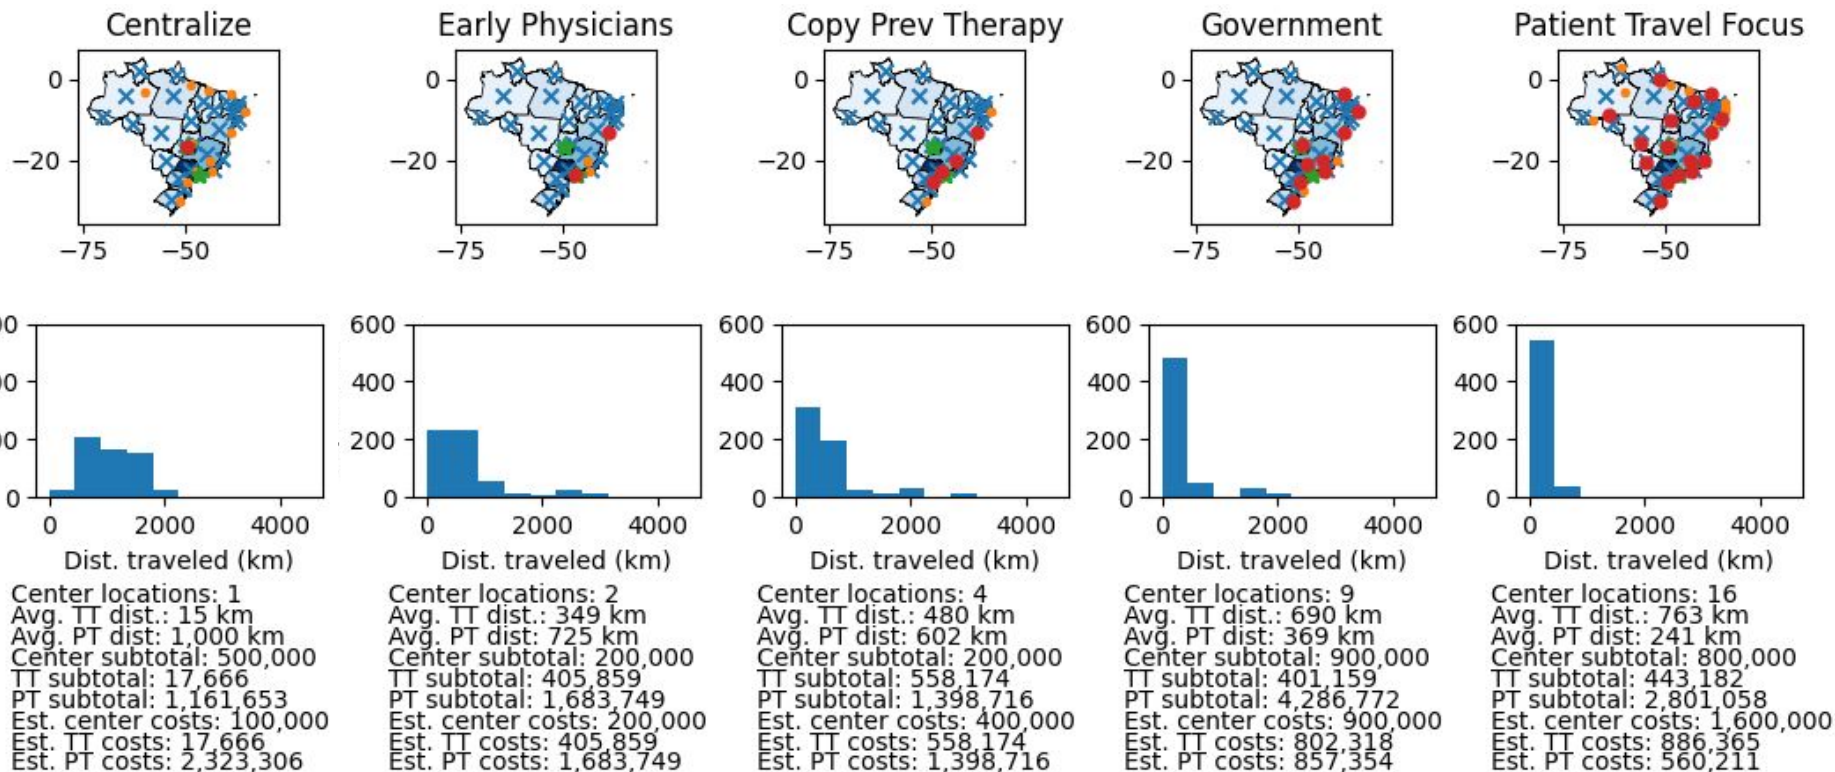 Centralize
Early Physicians
Copy Prev Therapy
Government
Patient Travel Focus
0
−20
−75 −50
0
−20
−75 −50
0
−20
−75 −50
0
−20
−75 −50
0
−20
−75 −50
00
00
00
0
0 2000 4000
Dist. traveled (km)
600
400
200
0
0 2000 4000
Dist. traveled (km)
600
400
200
0
0 2000 4000
Dist. traveled (km)
600
400
200
0
0 2000 4000
Dist. traveled (km)
600
400
200
0
0 2000 4000
Dist. traveled (km)
Center locations: 1
Avg. TT dist.: 15 km
Avg. PT dist: 1,000 km
Center subtotal: 500,000
TT subtotal: 17,666
PT subtotal: 1,161,653
Est. center costs: 100,000
Est. TT costs: 17,666
Est. PT costs: 2,323,306
Center locations: 2
Avg. TT dist.: 349 km
Avg. PT dist: 725 km
Center subtotal: 200,000
TT subtotal: 405,859
PT subtotal: 1,683,749
Est. center costs: 200,000
Est. TT costs: 405,859
Est. PT costs: 1,683,749
Center locations: 4
Avg. TT dist.: 480 km
Avg. PT dist: 602 km
Center subtotal: 200,000
TT subtotal: 558,174
PT subtotal: 1,398,716
Est. center costs: 400,000
Est. TT costs: 558,174
Est. PT costs: 1,398,716
Center locations: 9
Avg. TT dist.: 690 km
Avg. PT dist: 369 km
Center subtotal: 900,000
TT subtotal: 401,159
PT subtotal: 4,286,772
Est. center costs: 900,000
Est. TT costs: 802,318
Est. PT costs: 857,354
Center locations: 16
Avg. TT dist.: 763 km
Avg. PT dist: 241 km
Center subtotal: 800,000
TT subtotal: 443,182
PT subtotal: 2,801,058
Est. center costs: 1,600,000
Est. TT costs: 886,365
Est. PT costs: 560,211